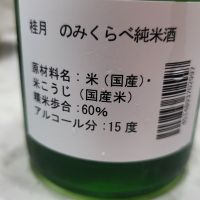 桂月　のみくらべ純米酒
原材料名：米（国産）・
米こうじ（国産米）
精米歩合：60％
アルコール分：15度